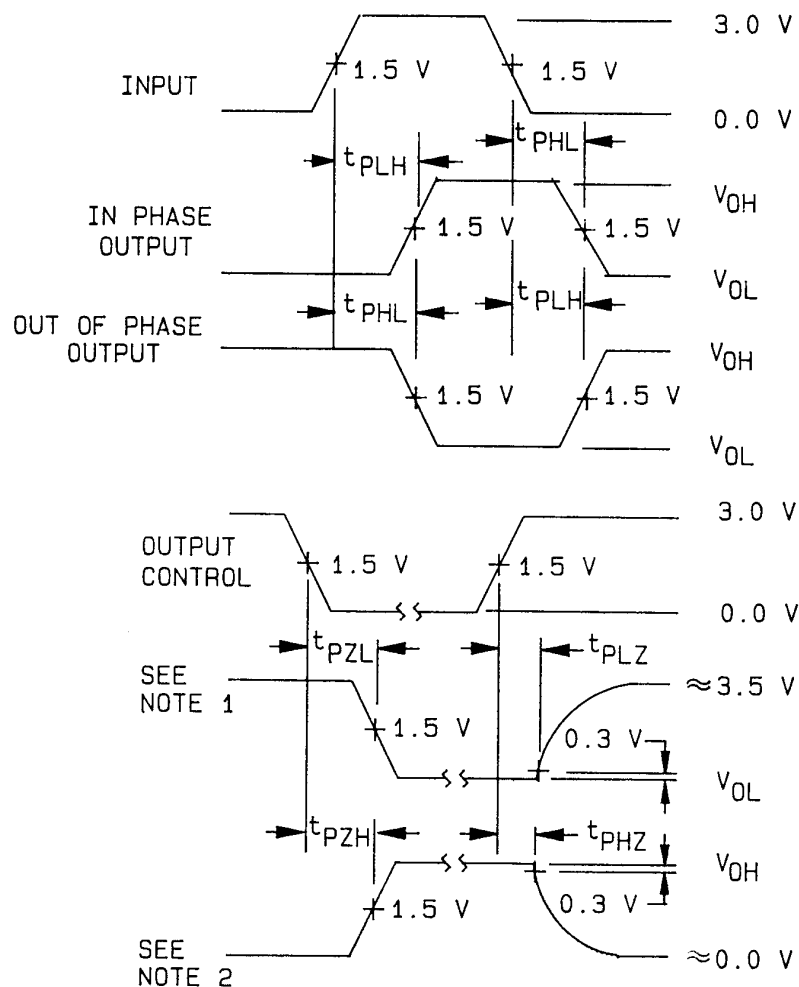 3.0 V
1.5 V
1.5 V
INPUT
0.0 V
tPHL
tPLH
VOH
IN PHASE
OUTPUT
1.5 V
1.5 V
VOL
tPHL
tPLH
OUT OF PHASE
OUTPUT
VOH
1.5 V
1.5 V
VOL
3.0 V
OUTPUT
CONTROL
1.5 V
1.5 V
0.0 V
tPZL
tPLZ
SEE
NOTE 1
≈3.5 V
1.5 V
0.3 V
VOL
tPZH
tPHZ
VOH
1.5 V
0.3 V
SEE
NOTE 2
≈0.0 V